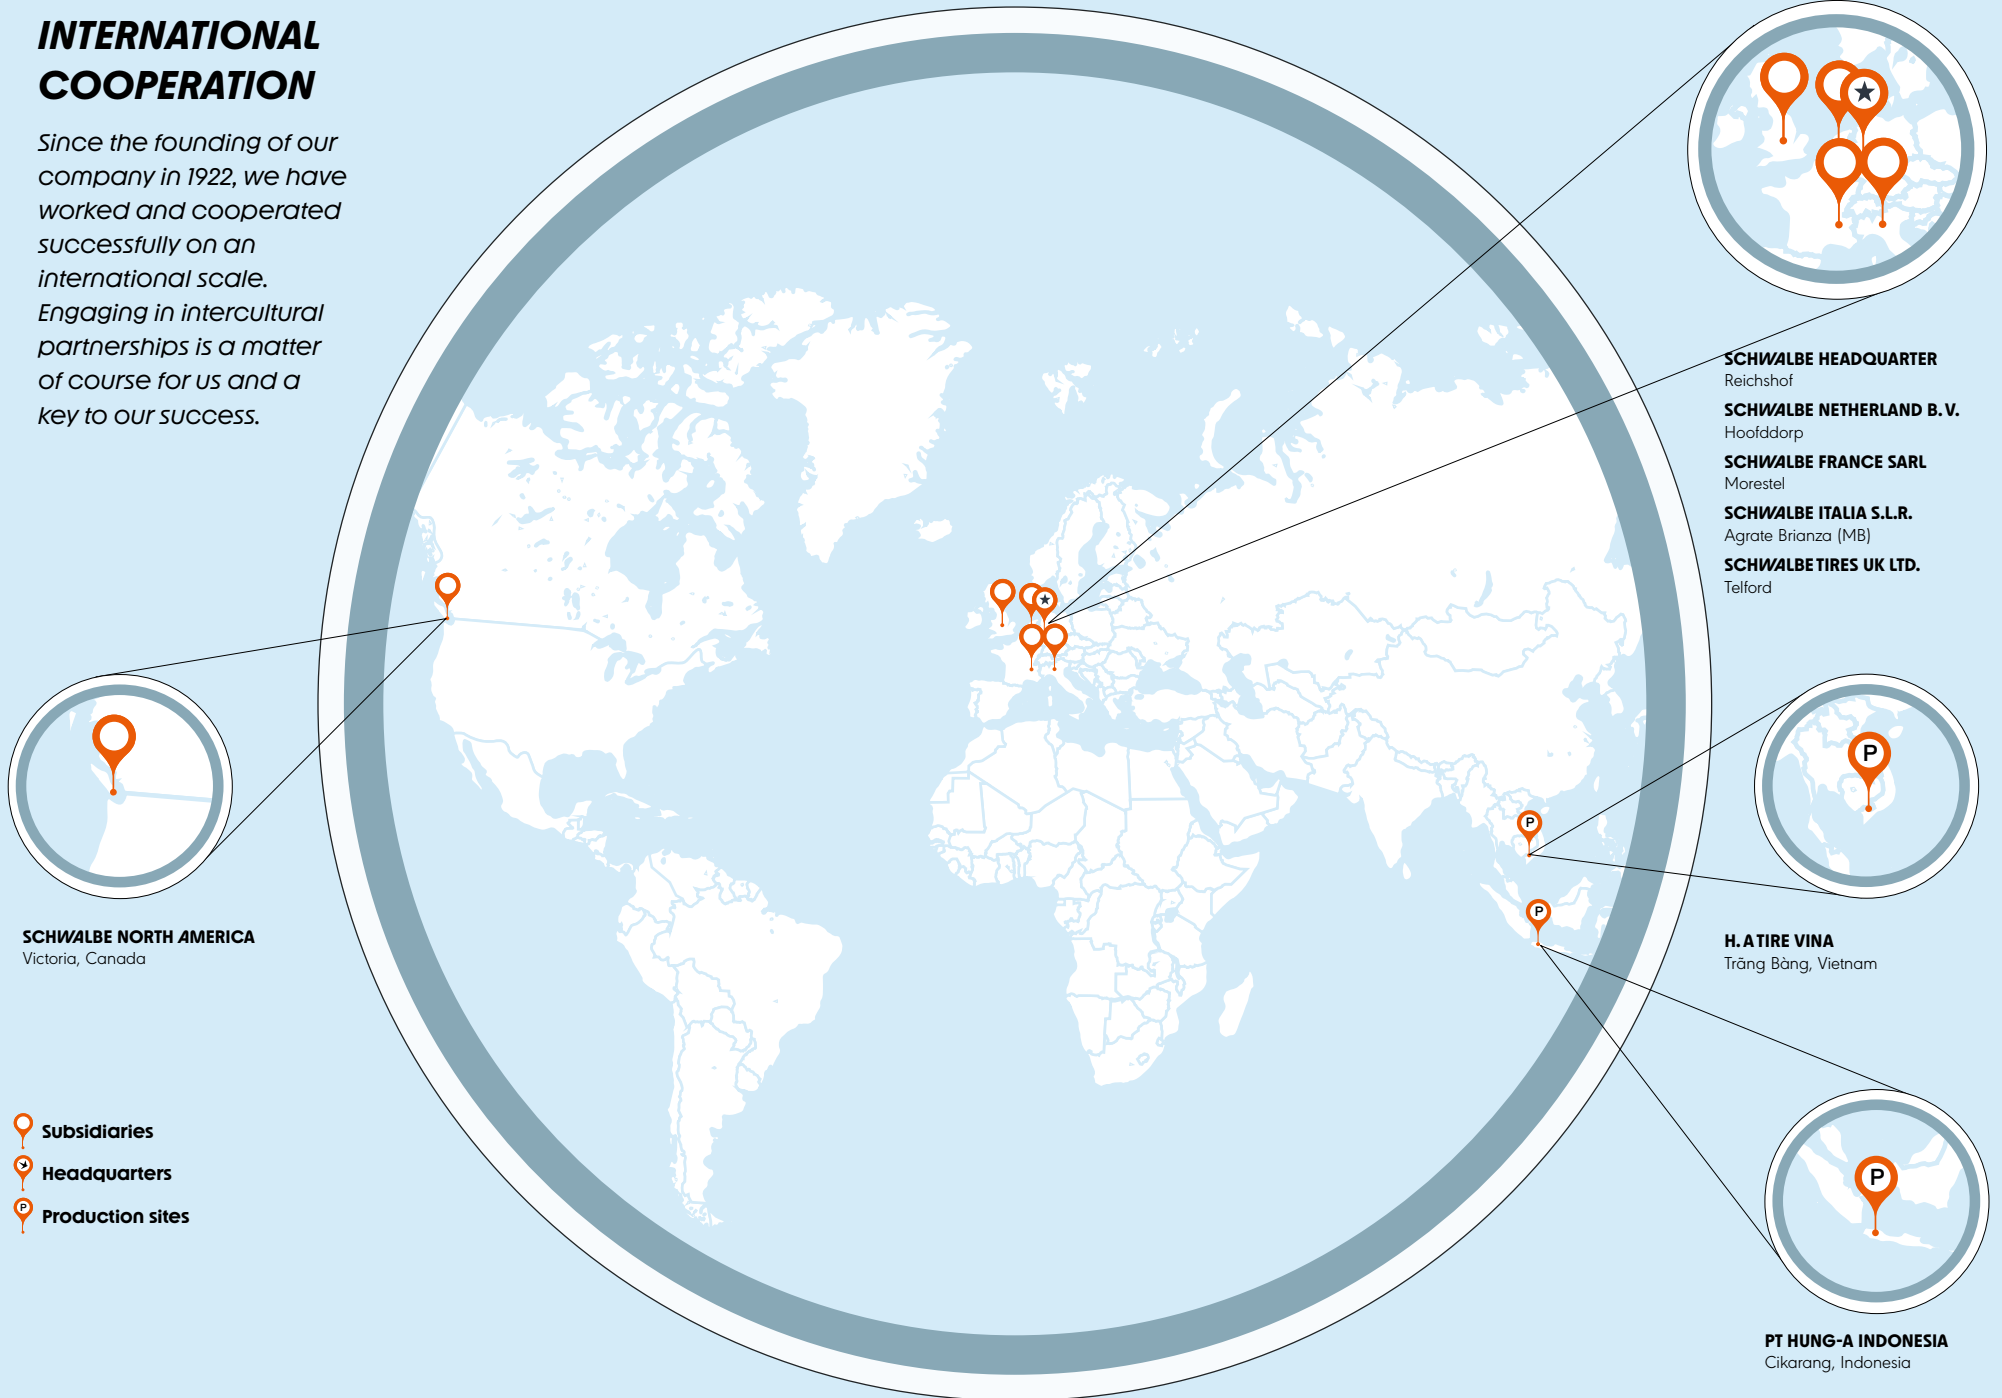 INTERNATIONAL
COOPERATION
Since the founding of our
company in 1922, we have
worked and cooperated
successfully on an
international scale.
Engaging in intercultural
partnerships is a matter
of course for us and a
key to our success.
SCHWALBE HEADQUARTER
Reichshof
SCHWALBE NETHERLAND B. V.
Hoofddorp
SCHWALBE FRANCE SARL
Morestel
SCHWALBE ITALIA S.L.R.
Agrate Brianza (MB)
SCHWALBE TIRES UK LTD.
Telford
P
P
P
SCHWALBE NORTH AMERICA
Victoria, Canada
H. A TIRE VINA
Trãng Bàng, Vietnam
Subsidiaries
Headquarters
P Production sites
P
PT HUNG-A INDONESIA
Cikarang, Indonesia